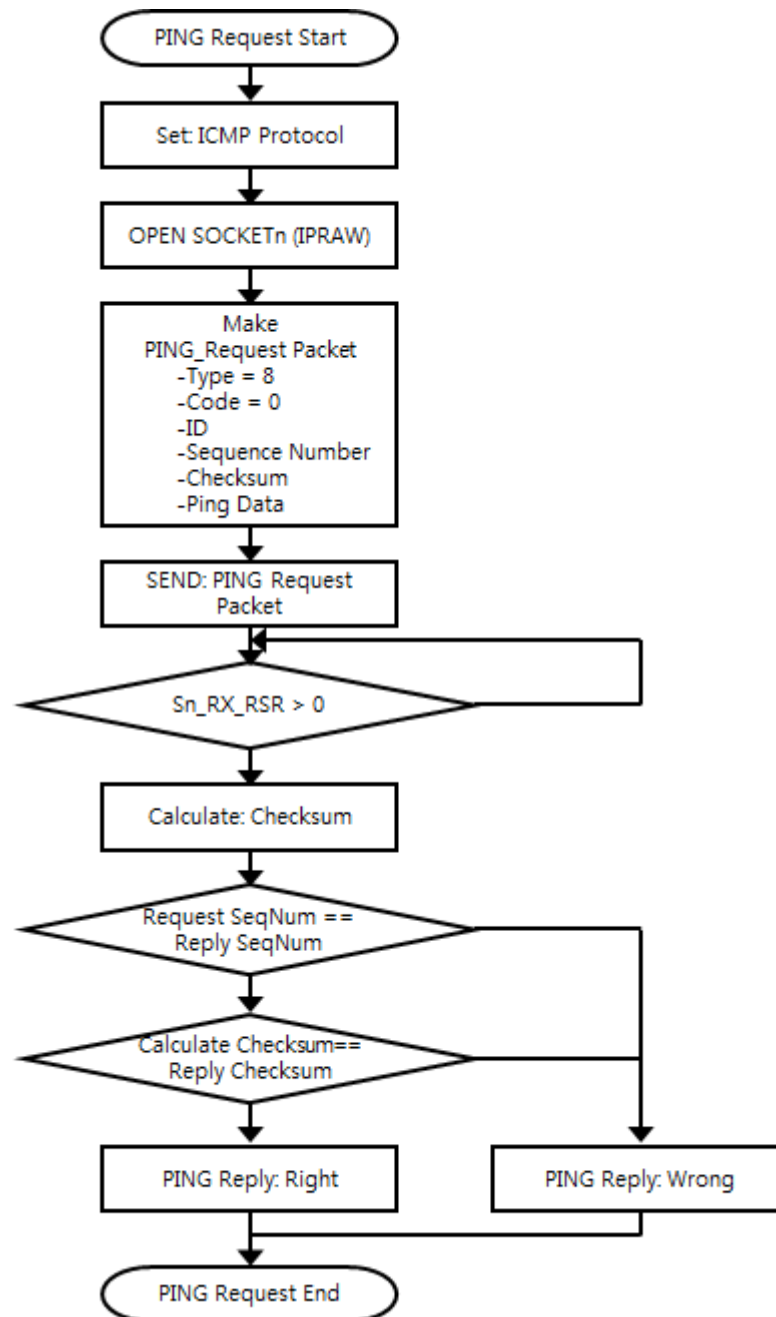 PING Request Start
Set: ICMP Protocol
OPEN SOCKETn (IPRAW)
Make
PING_Request Packet
-Type = 8
-Code = 0
-ID
-Sequence Number
-Checksum
-Ping Data
SEND: PING Request
Packet
Sn_RX_RSR > 0
Calculate: Checksum
Request SeqNum ==
Reply SeqNum
Calculate Checksum==
Reply Checksum
PING Reply: Right
PING Reply: Wrong
PING Request End